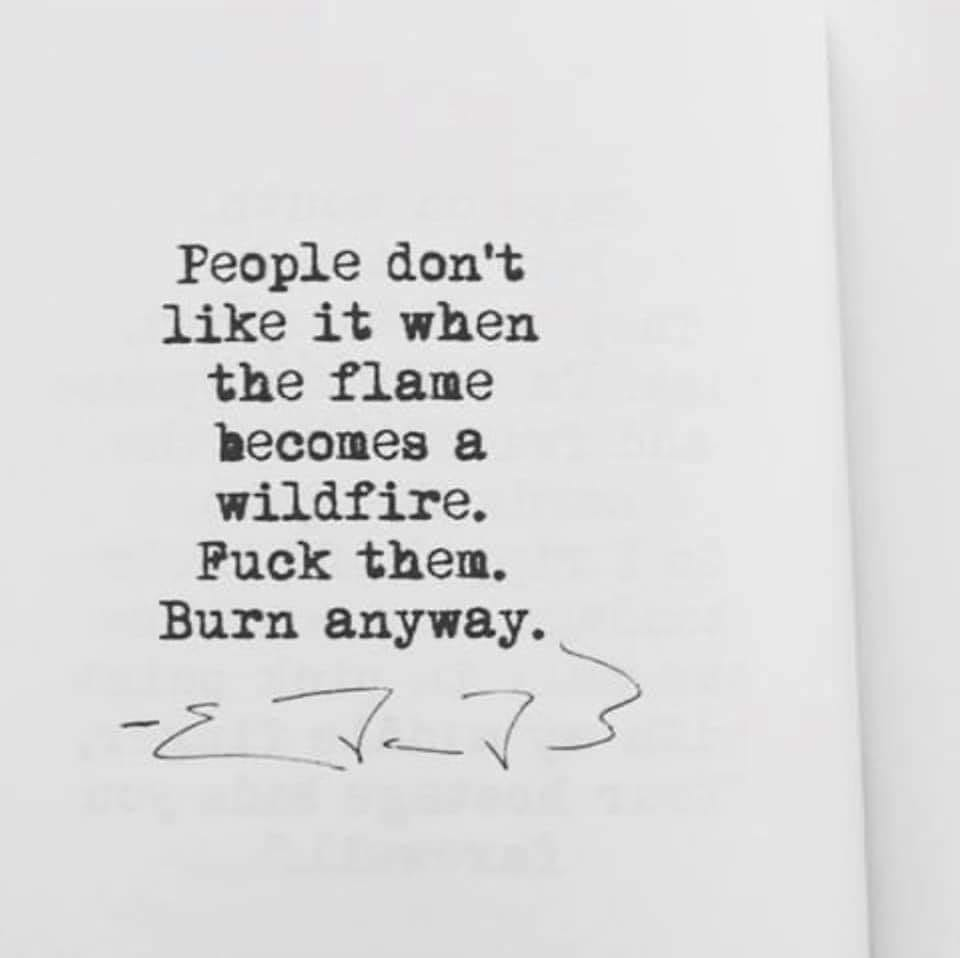 People don't
like it when
the flame
becomes a
wildfire.
Fuck them.
Burn anyway.